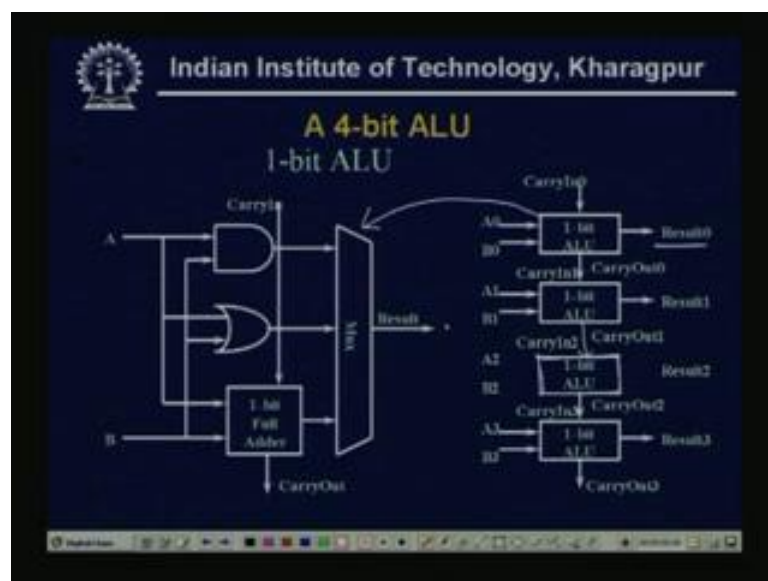 Indian Institute of Technology, Kharagpur
A 4-bit ALU
1-bit ALU
A
CarryIn
Mux
Result
1-bit
Full
Adder
B
CarryOut
CarryIn0
A0
B0
1-bit
ALU
Result0
CarryOut0
CarryIn1
A1
B1
1-bit
ALU
Result1
CarryOut1
CarryIn2
A2
B2
1-bit
ALU
Result2
CarryOut2
CarryIn3
A3
B3
1-bit
ALU
Result3
CarryOut3